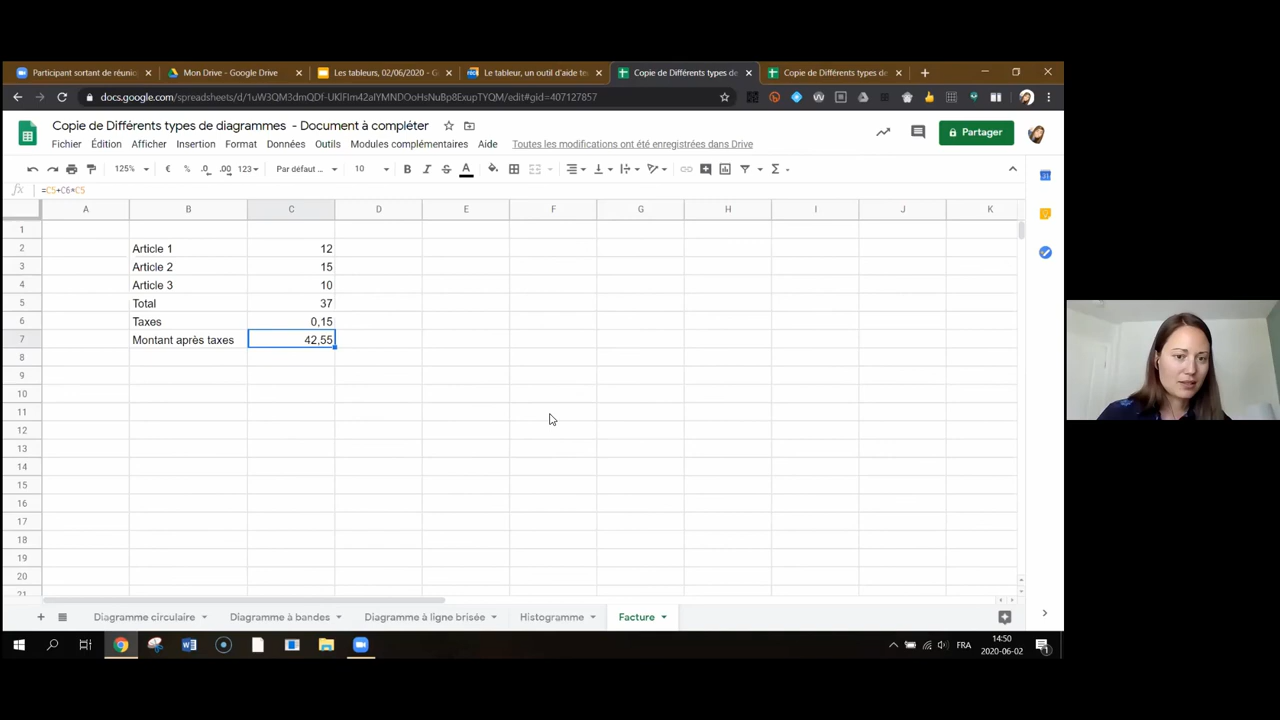 Participant sortant de réunio
Mon Drive - Google Drive
Les tableurs, 02/06/2020 - G
Le tableur, un outil d'aide te
Copie de Différents types de
Copie de Différents types de
docs.google.com/spreadsheets/d/1uW3QM3dmQDf-UKlFIm42aIYMNDOoHsNuBp8ExupTYQM/edit#gid=407127857
Copie de Différents types de diagrammes - Document à compléter
Partager
Fichier Édition Afficher Insertion Format Données Outils Modules complémentaires Aide Toutes les modifications ont été enregistrées dans Drive
125% € % .0 .00 123 Par défaut ... 10 B I S A Σ
fx =C5+C6*C5
A B C D E F G H I J K
1
2 Article 1 12
3 Article 2 15
4 Article 3 10
5 Total 37
6 Taxes 0,15
7 Montant après taxes 42,55
8
9
10
11
12
13
14
15
16
17
18
19
20
21
+ Diagramme circulaire Diagramme à bandes Diagramme à ligne brisée Histogramme Facture
FRA
14:50
2020-06-02